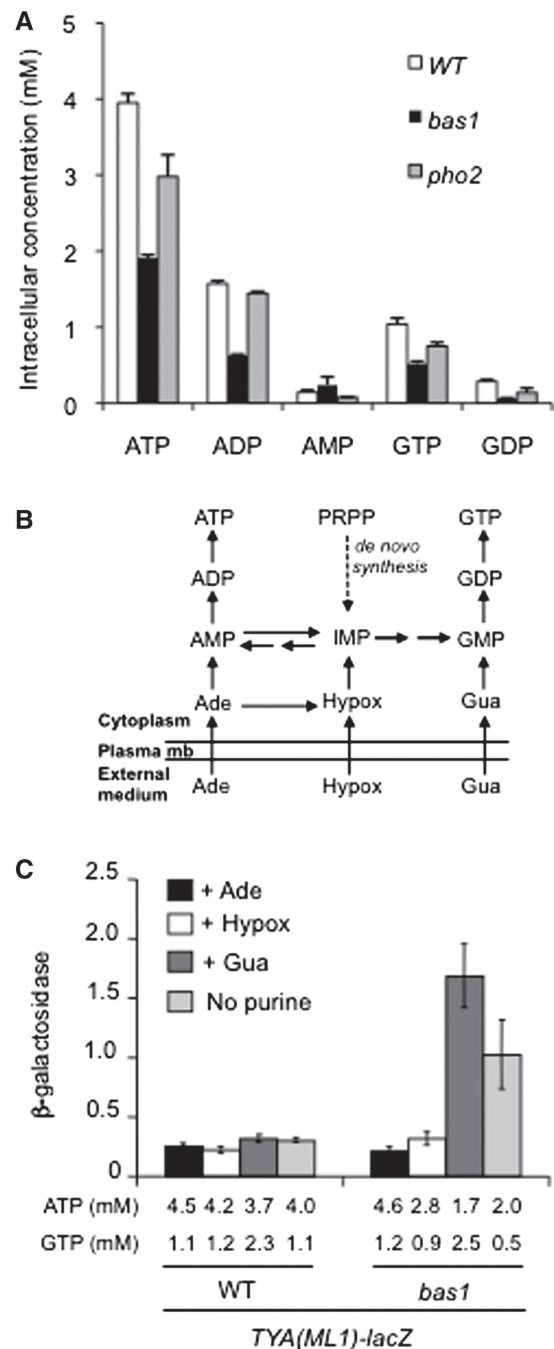 A
Intracellular concentration (mM)
5
4
3
2
1
0
WT
bas1
pho2
ATP ADP AMP GTP GDP
B
ATP PRPP GTP
de novo
synthesis
ADP GDP
AMP IMP GMP
Ade Hypox Gua
Cytoplasm
Plasma mb
External
medium
Ade Hypox Gua
C
β-galactosidase
2.5
2.0
1.5
1.0
0.5
0
+ Ade
+ Hypox
+ Gua
No purine
ATP (mM) 4.5 4.2 3.7 4.0 4.6 2.8 1.7 2.0
GTP (mM) 1.1 1.2 2.3 1.1 1.2 0.9 2.5 0.5
WT bas1
TYA(ML1)-lacZ